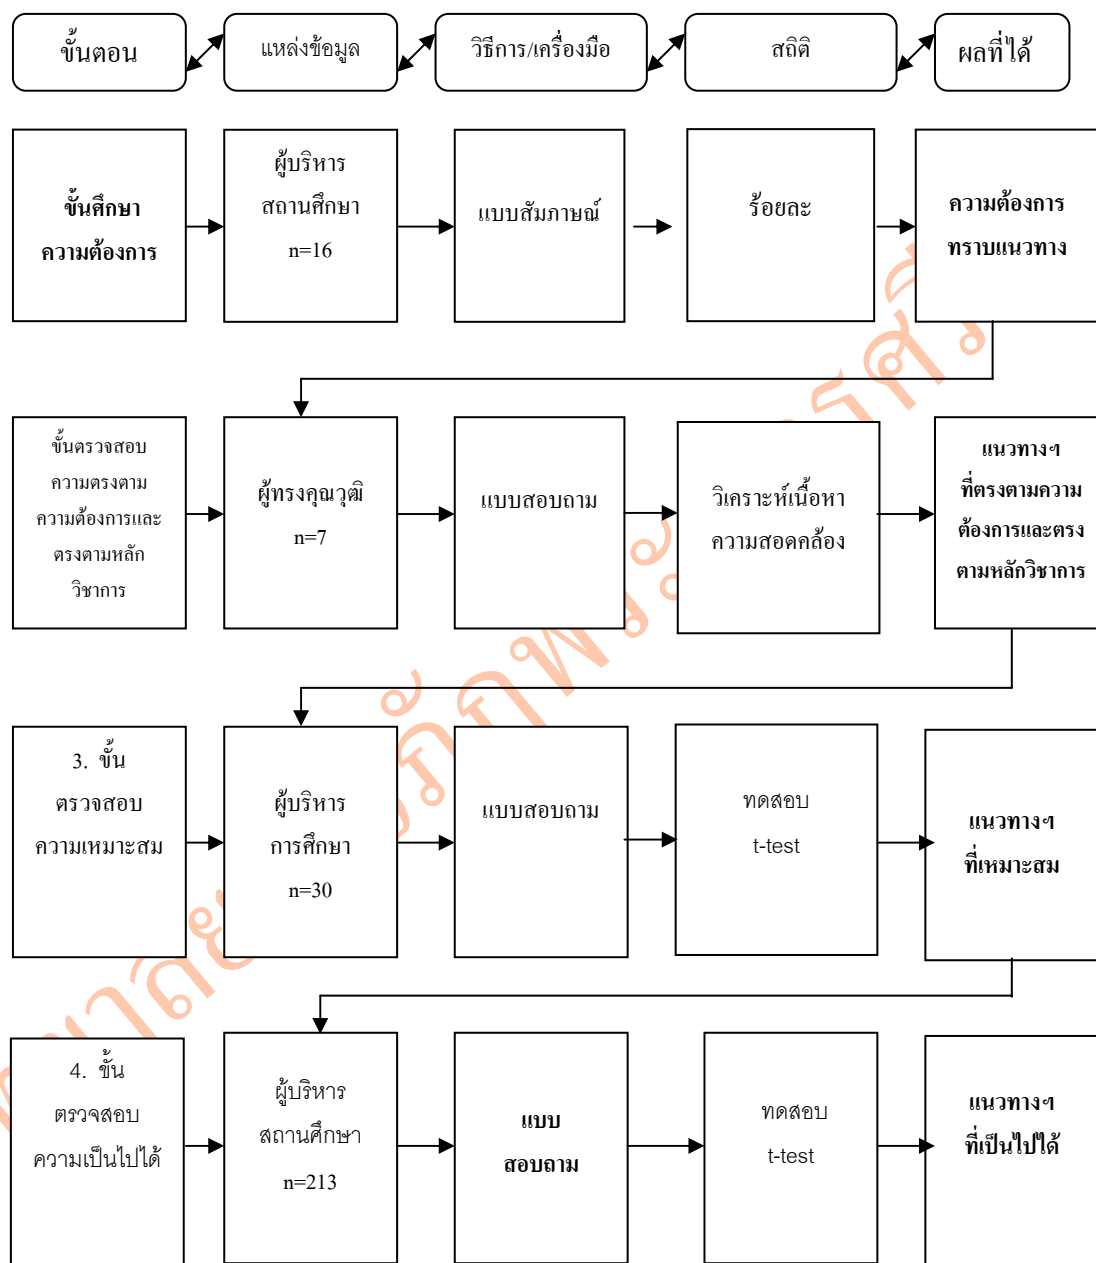 ขั้นตอน
แหล่งข้อมูล
วิธีการ/เครื่องมือ
สถิติ
ผลที่ได้
ขั้นศึกษา
ความต้องการ
ผู้บริหาร
สถานศึกษา
n=16
แบบสัมภาษณ์
ร้อยละ
ความต้องการ
ทราบแนวทาง
ขั้นตรวจสอบ
ความตรงตาม
ความต้องการและ
ตรงตามหลัก
วิชาการ
ผู้ทรงคุณวุฒิ
n=7
แบบสอบถาม
วิเคราะห์เนื้อหา
ความสอดคล้อง
แนวทางฯ
ที่ตรงตามความ
ต้องการและตรง
ตามหลักวิชาการ
3. ขั้น
ตรวจสอบ
ความเหมาะสม
ผู้บริหาร
การศึกษา
n=30
แบบสอบถาม
ทดสอบ
t-test
แนวทางฯ
ที่เหมาะสม
4. ขั้น
ตรวจสอบ
ความเป็นไปได้
ผู้บริหาร
สถานศึกษา
n=213
แบบ
สอบถาม
ทดสอบ
t-test
แนวทางฯ
ที่เป็นไปได้